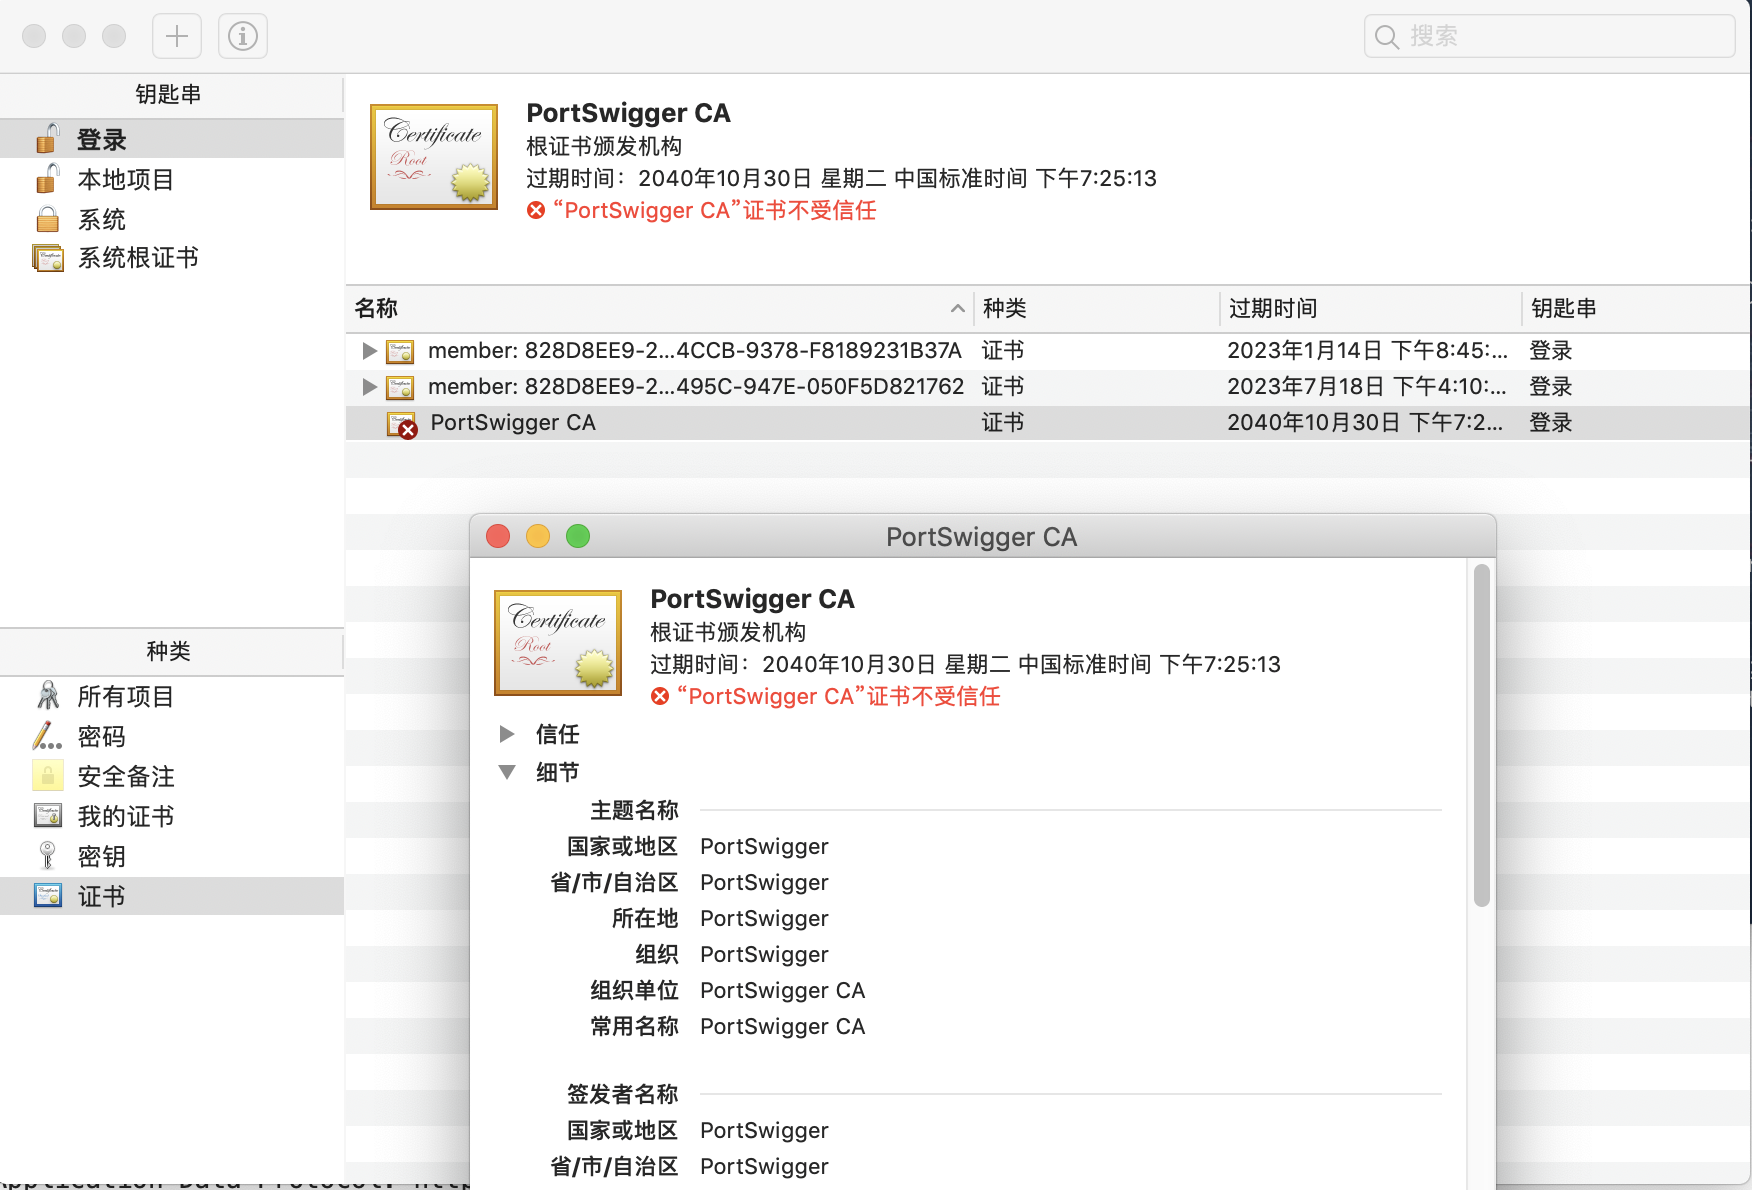 搜索
钥匙串
登录
本地项目
系统
系统根证书
Certificate
Root
PortSwigger CA
根证书颁发机构
过期时间：2040年10月30日 星期二 中国标准时间 下午7:25:13
“PortSwigger CA”证书不受信任
名称 种类 过期时间 钥匙串
member: 828D8EE9-2...4CCB-9378-F8189231B37A 证书 2023年1月14日 下午8:45:... 登录
member: 828D8EE9-2...495C-947E-050F5D821762 证书 2023年7月18日 下午4:10:... 登录
PortSwigger CA 证书 2040年10月30日 下午7:2... 登录
种类
所有项目
密码
安全备注
我的证书
密钥
证书
PortSwigger CA
Certificate
Root
PortSwigger CA
根证书颁发机构
过期时间：2040年10月30日 星期二 中国标准时间 下午7:25:13
“PortSwigger CA”证书不受信任
信任
细节
主题名称
国家或地区 PortSwigger
省/市/自治区 PortSwigger
所在地 PortSwigger
组织 PortSwigger
组织单位 PortSwigger CA
常用名称 PortSwigger CA
签发者名称
国家或地区 PortSwigger
省/市/自治区 PortSwigger